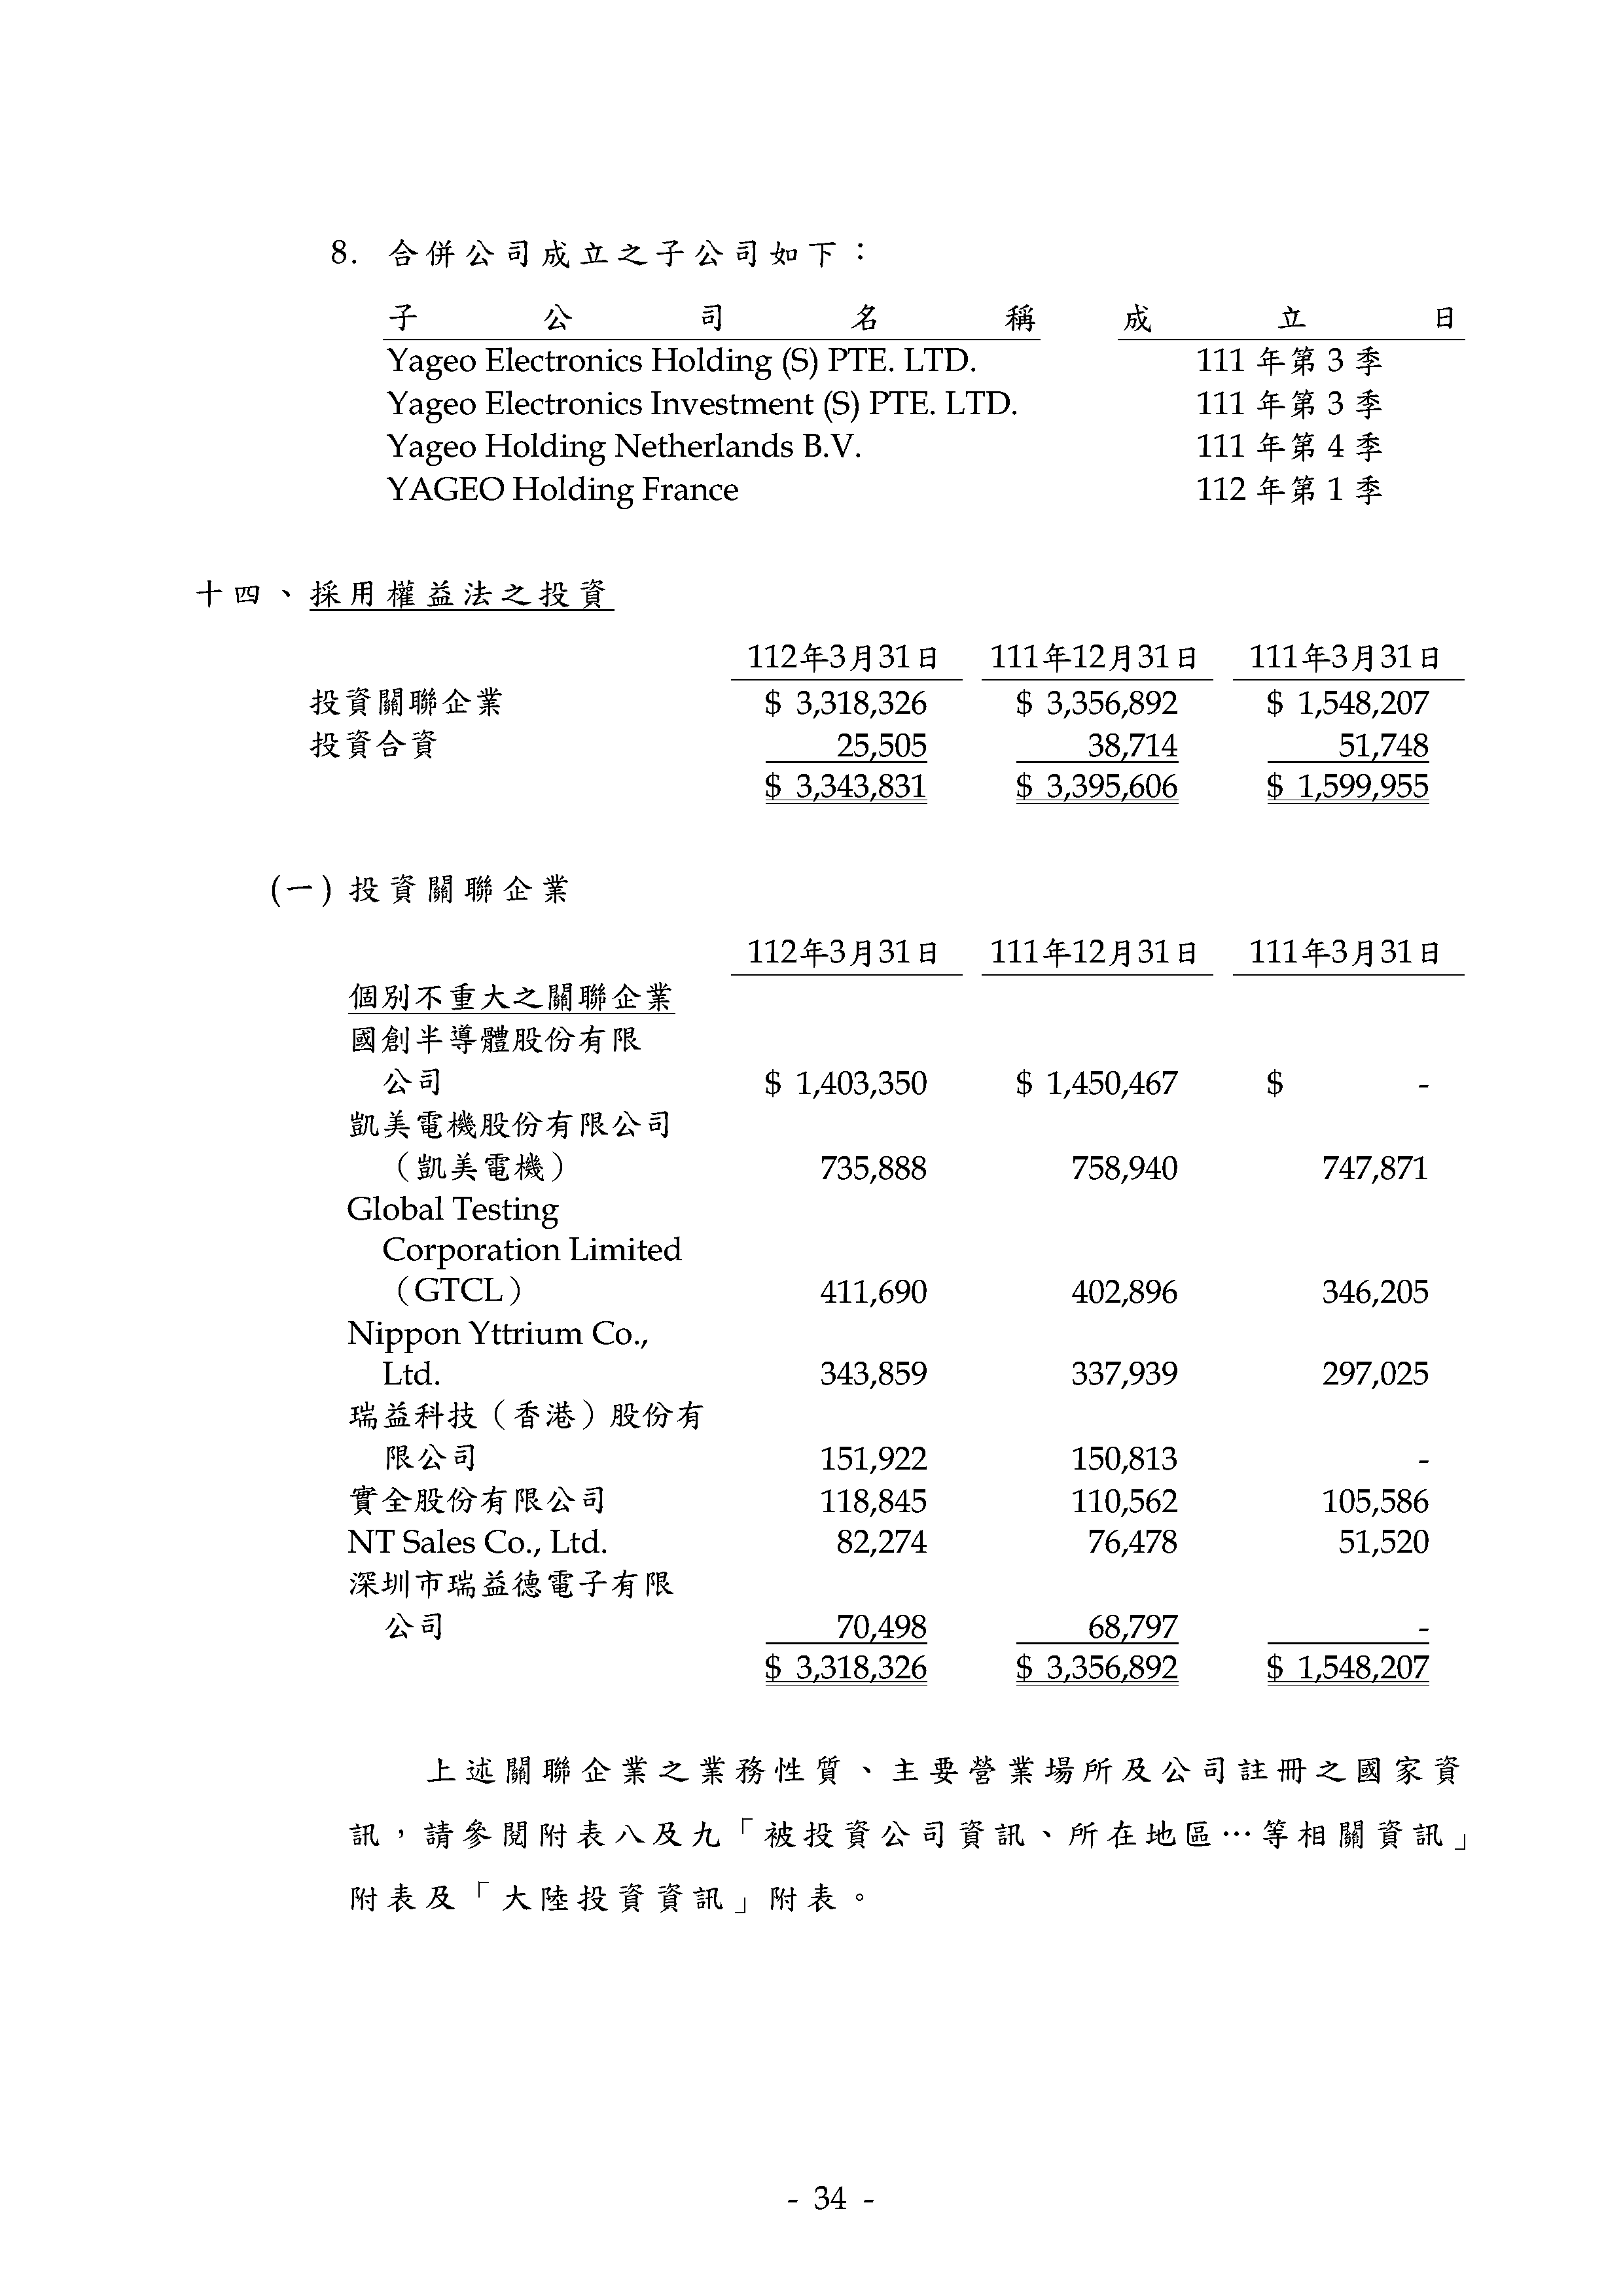 8. 合併公司成立之子公司如下：
子公司名稱 成立日
Yageo Electronics Holding (S) PTE. LTD. 111 年第 3 季
Yageo Electronics Investment (S) PTE. LTD. 111 年第 3 季
Yageo Holding Netherlands B.V. 111 年第 4 季
YAGEO Holding France 112 年第 1 季
十四、採用權益法之投資
112年3月31日 111年12月31日 111年3月31日
投資關聯企業 $ 3,318,326 $ 3,356,892 $ 1,548,207
投資合資 25,505 38,714 51,748
$ 3,343,831 $ 3,395,606 $ 1,599,955
(一) 投資關聯企業
112年3月31日 111年12月31日 111年3月31日
個別不重大之關聯企業
國創半導體股份有限
公司 $ 1,403,350 $ 1,450,467 $ -
凱美電機股份有限公司
（凱美電機） 735,888 758,940 747,871
Global Testing
Corporation Limited
（GTCL） 411,690 402,896 346,205
Nippon Yttrium Co.,
Ltd. 343,859 337,939 297,025
瑞益科技（香港）股份有
限公司 151,922 150,813 -
實全股份有限公司 118,845 110,562 105,586
NT Sales Co., Ltd. 82,274 76,478 51,520
深圳市瑞益德電子有限
公司 70,498 68,797 -
$ 3,318,326 $ 3,356,892 $ 1,548,207
上述關聯企業之業務性質、主要營業場所及公司註冊之國家資
訊，請參閱附表八及九「被投資公司資訊、所在地區…等相關資訊」
附表及「大陸投資資訊」附表。
- 34 -